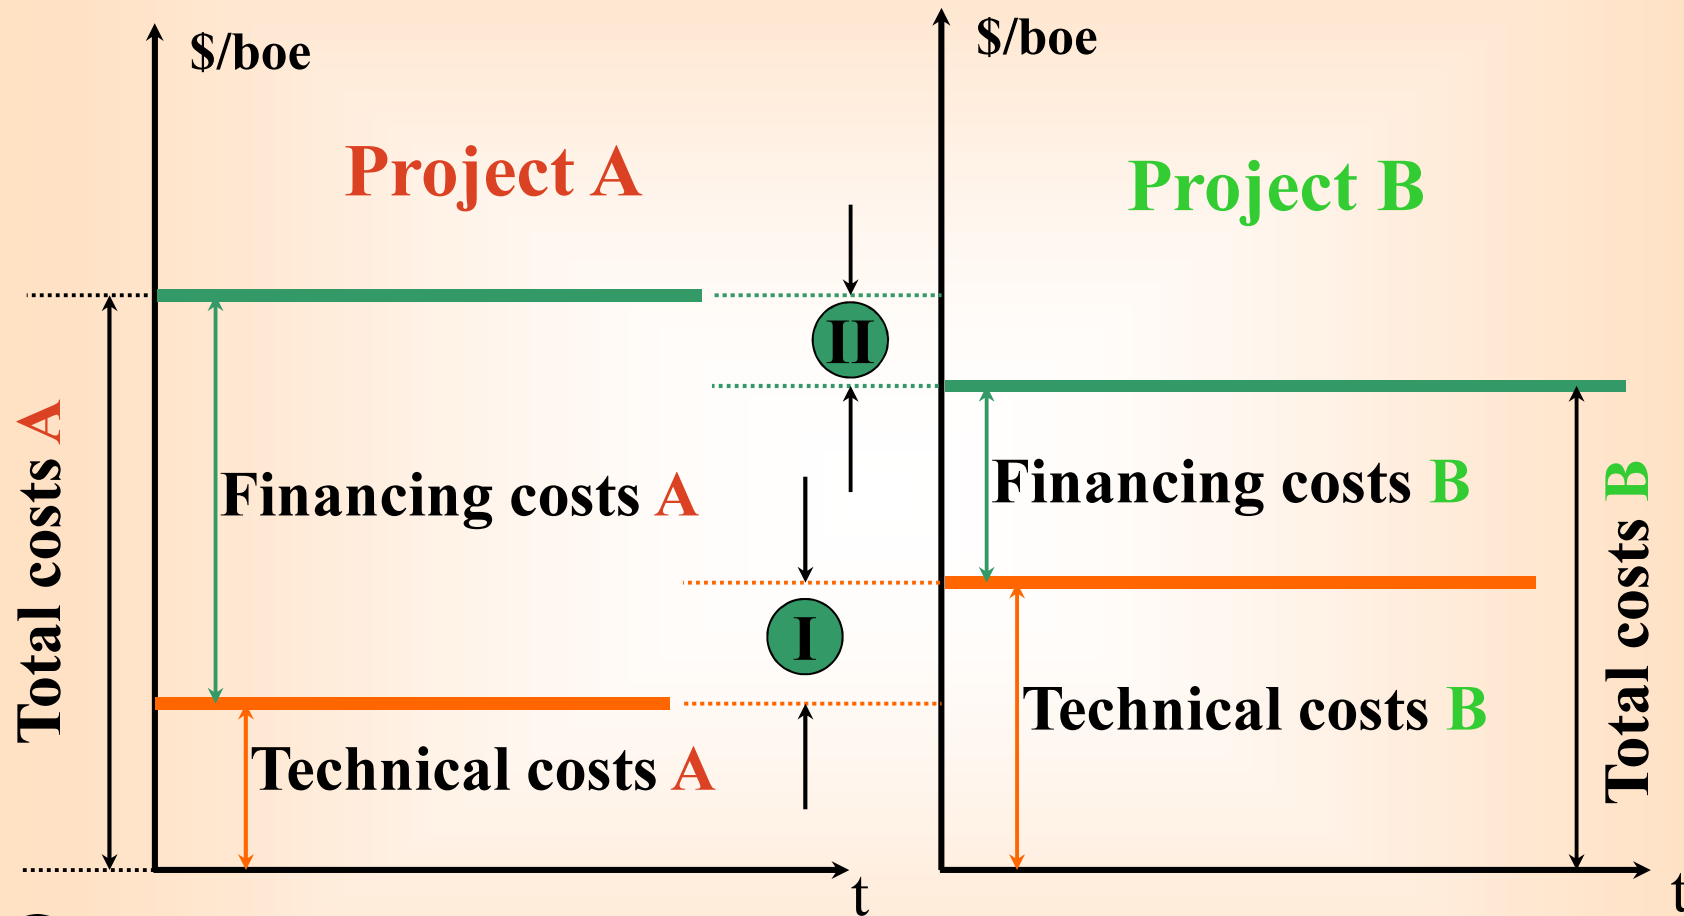 $/boe
$/boe
Project A
Project B
II
Total costs A
Financing costs A
Financing costs B
Total costs B
I
Technical costs B
Technical costs A
t
t